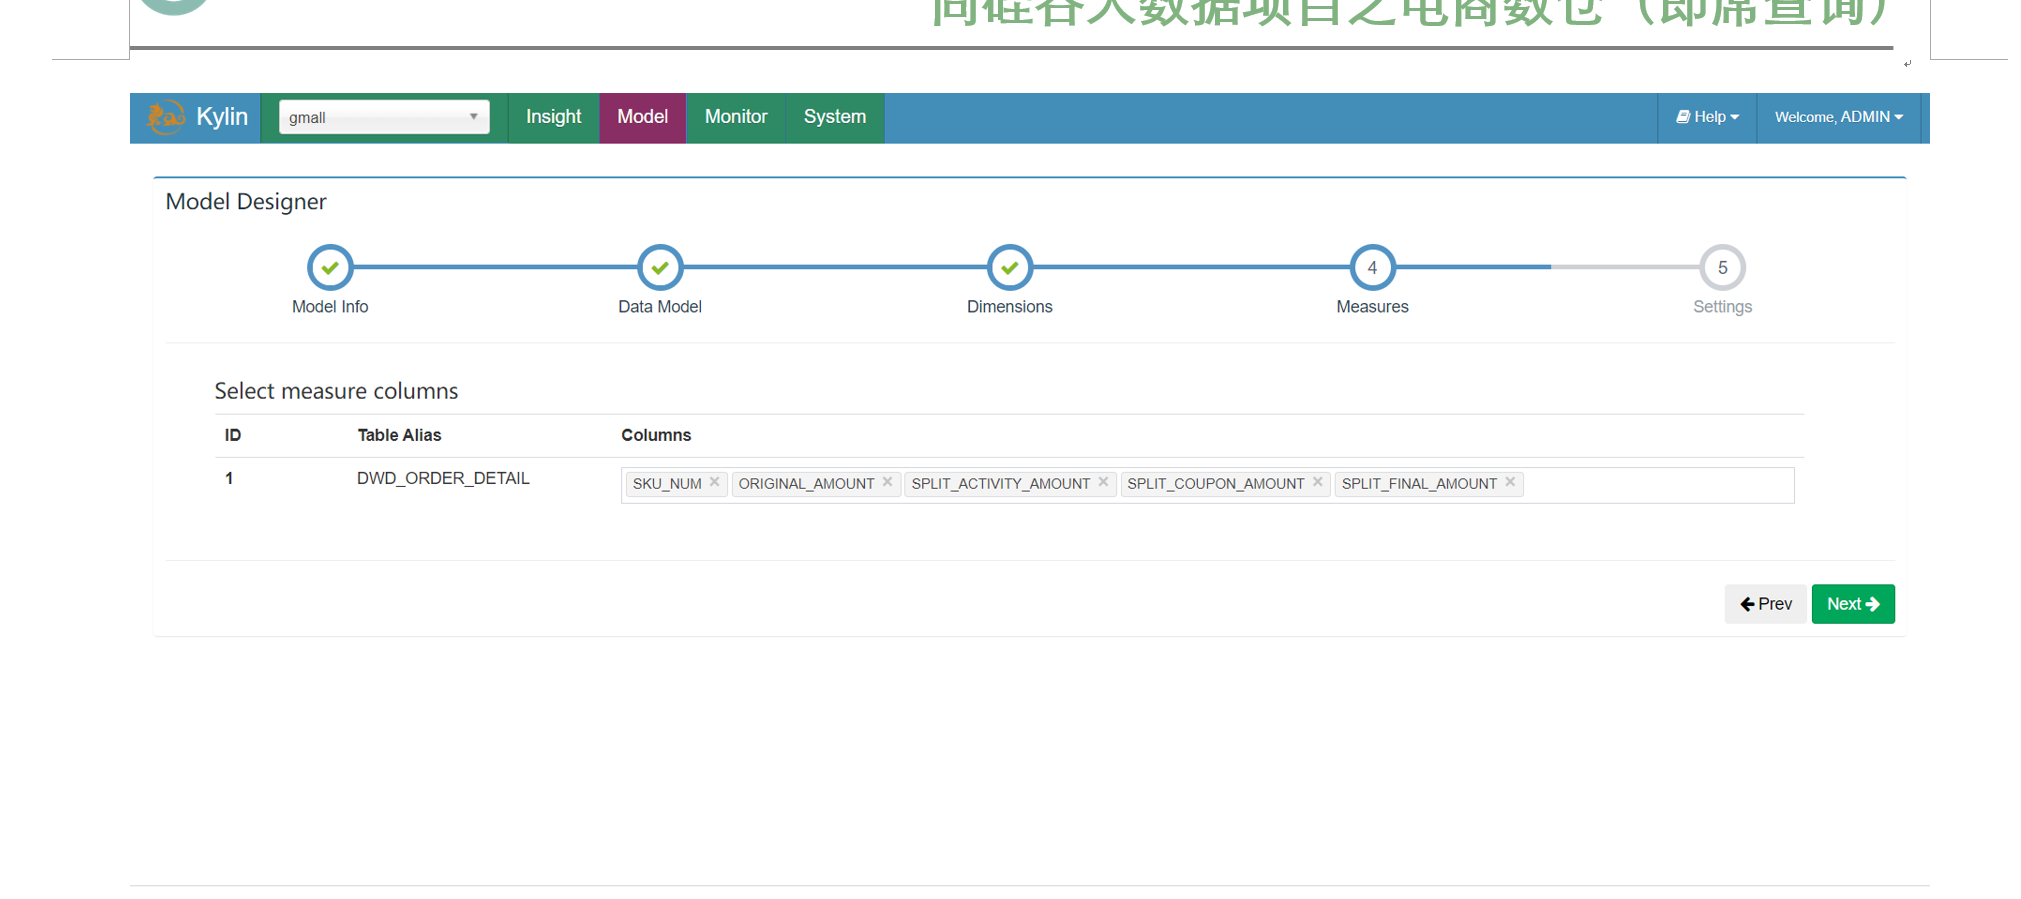 尚硅谷大数据项目之电商数仓（即席查询）
Kylin gmall Insight Model Monitor System Help Welcome, ADMIN
Model Designer
4 5
Model Info Data Model Dimensions Measures Settings
Select measure columns
ID Table Alias Columns
1 DWD_ORDER_DETAIL SKU_NUM × ORIGINAL_AMOUNT × SPLIT_ACTIVITY_AMOUNT × SPLIT_COUPON_AMOUNT × SPLIT_FINAL_AMOUNT ×
Prev Next